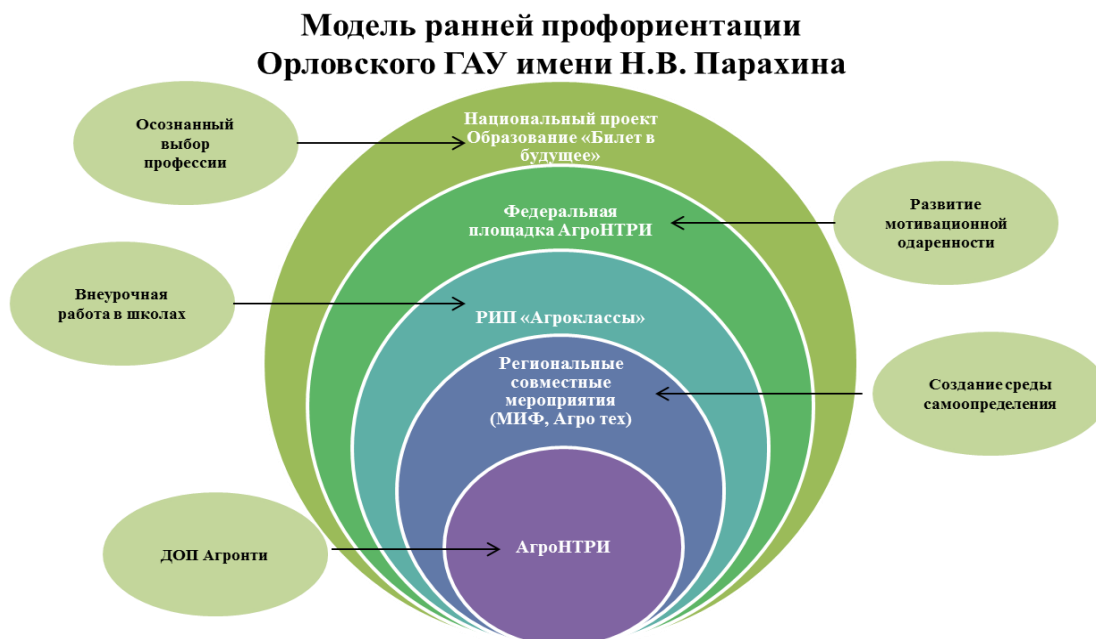 Модель ранней профориентации
Орловского ГАУ имени Н.В. Парахина
Осознанный
выбор
профессии
Национальный проект
Образование «Билет в
будущее»
Федеральная
площадка АгроНТРИ
Развитие
мотивационной
одаренности
Внеурочная
работа в школах
РИП «Агроклассы»
Региональные
совместные
мероприятия
(МИФ, Агро тех)
Создание среды
самоопределения
ДОП Агронти
АгроНТРИ